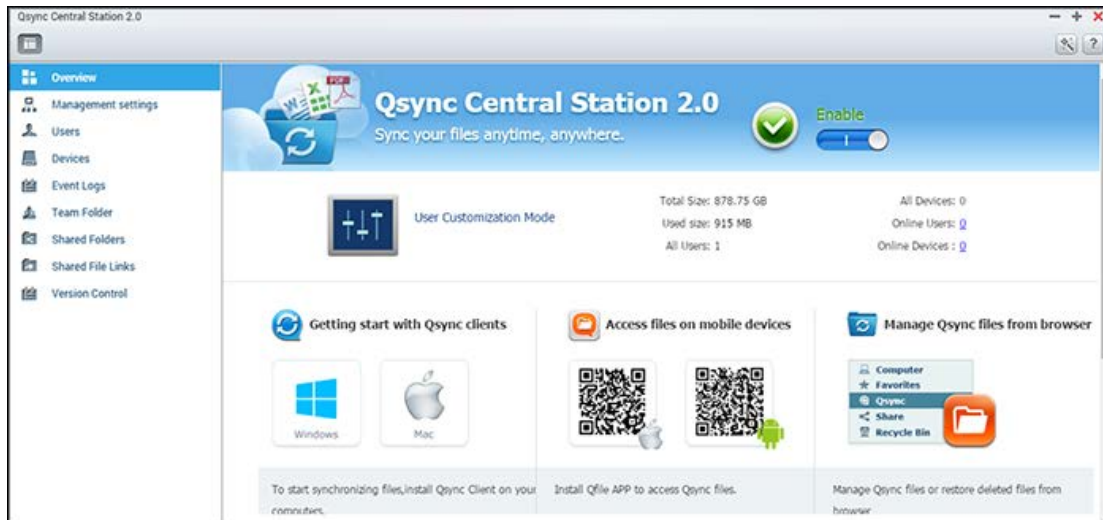 Qsync Central Station 2.0
Overview
Management settings
Users
Devices
Event Logs
Team Folder
Shared Folders
Shared File Links
Version Control
W X PDF
Qsync Central Station 2.0
Sync your files anytime, anywhere.
Enable
User Customization Mode
Total Size: 878.75 GB
Used size: 915 MB
All Users: 1
All Devices: 0
Online Users: 0
Online Devices : 0
Getting start with Qsync clients
Windows
Mac
To start synchronizing files,install Qsync Client on your
computers.
Access files on mobile devices
Install Qfile APP to access Qsync files.
Manage Qsync files from browser
Computer
Favorites
Qsync
Share
Recycle Bin
Manage Qsync files or restore deleted files from
browser